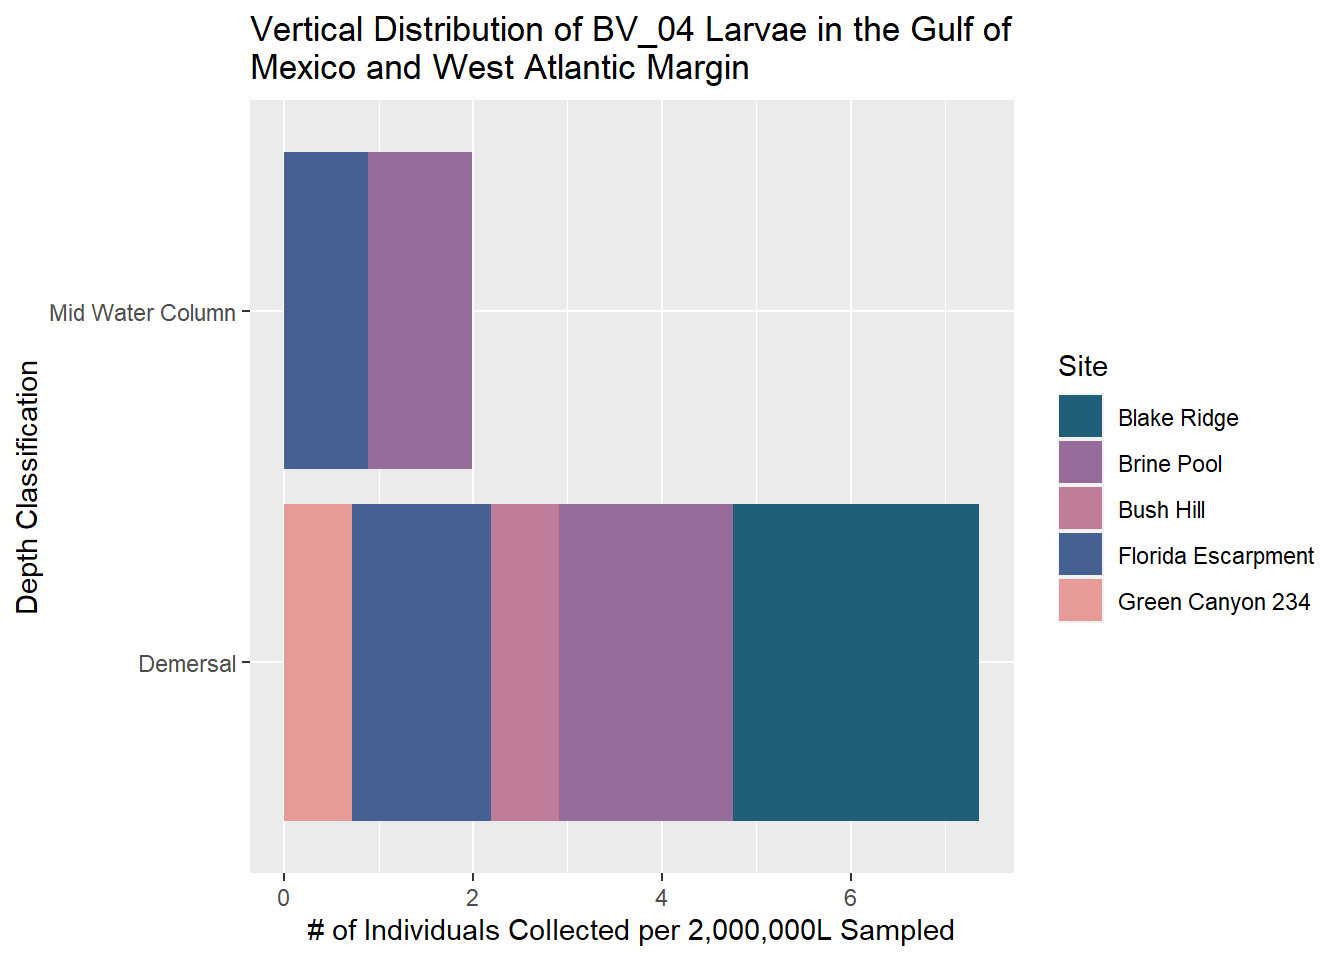 Vertical Distribution of BV_04 Larvae in the Gulf of
Mexico and West Atlantic Margin
Depth Classification
Mid Water Column
Demersal
0 2 4 6
# of Individuals Collected per 2,000,000L Sampled
Site
Blake Ridge
Brine Pool
Bush Hill
Florida Escarpment
Green Canyon 234